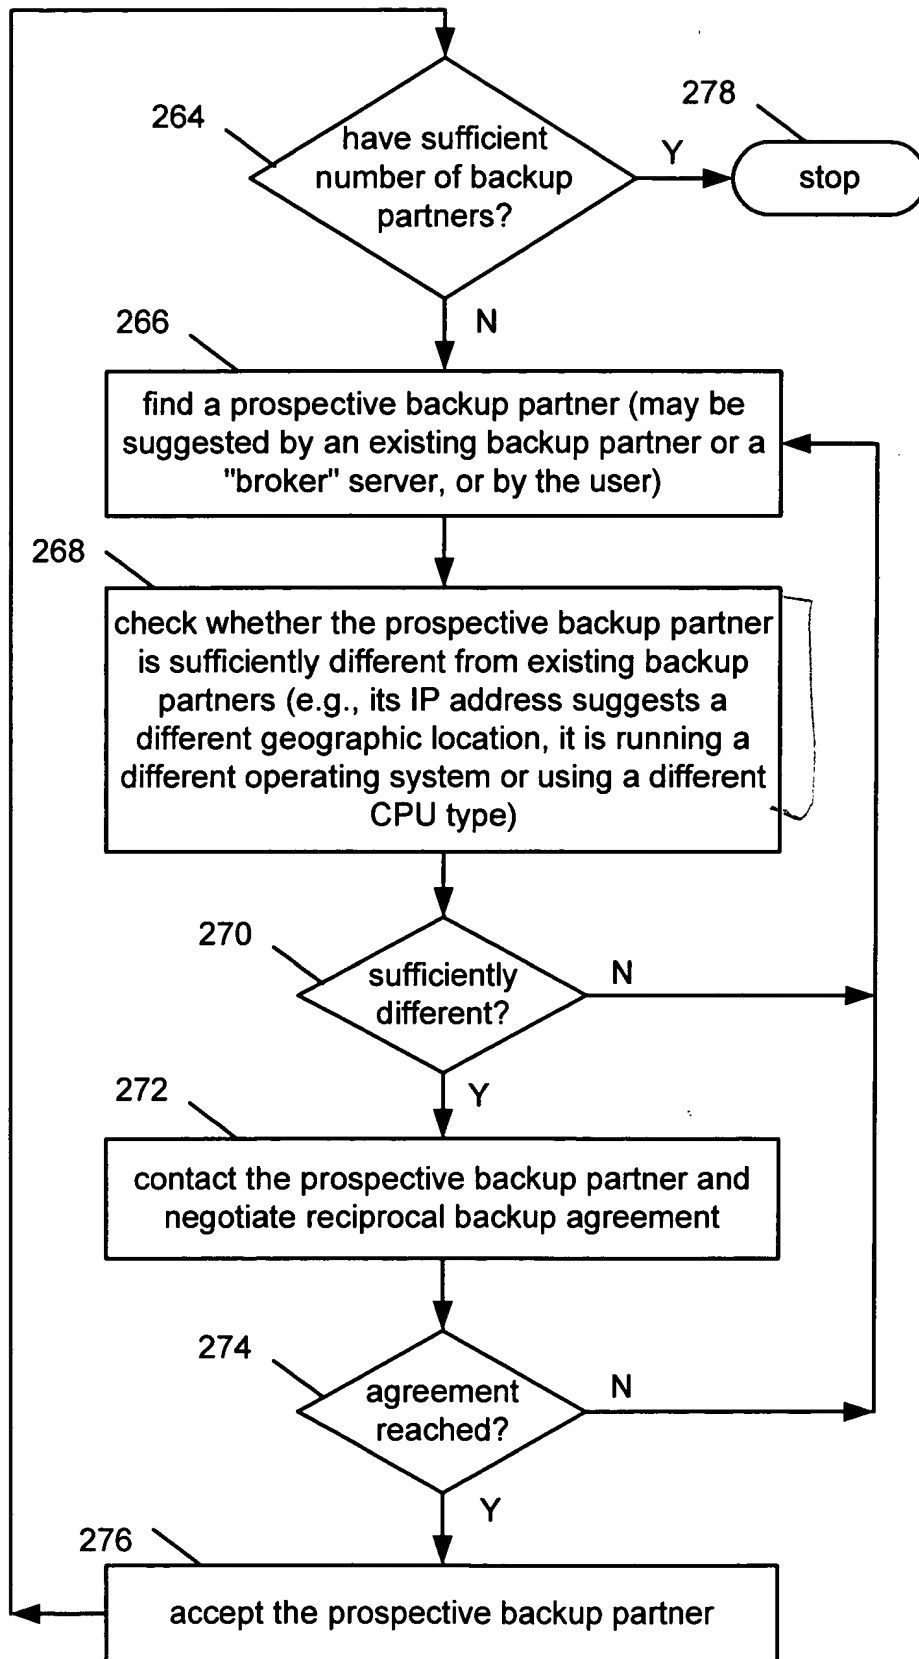 264
have sufficient
number of backup
partners?
Y
278
stop
N
266
find a prospective backup partner (may be
suggested by an existing backup partner or a
"broker" server, or by the user)
268
check whether the prospective backup partner
is sufficiently different from existing backup
partners (e.g., its IP address suggests a
different geographic location, it is running a
different operating system or using a different
CPU type)
270
sufficiently
different?
N
Y
272
contact the prospective backup partner and
negotiate reciprocal backup agreement
274
agreement
reached?
N
Y
276
accept the prospective backup partner